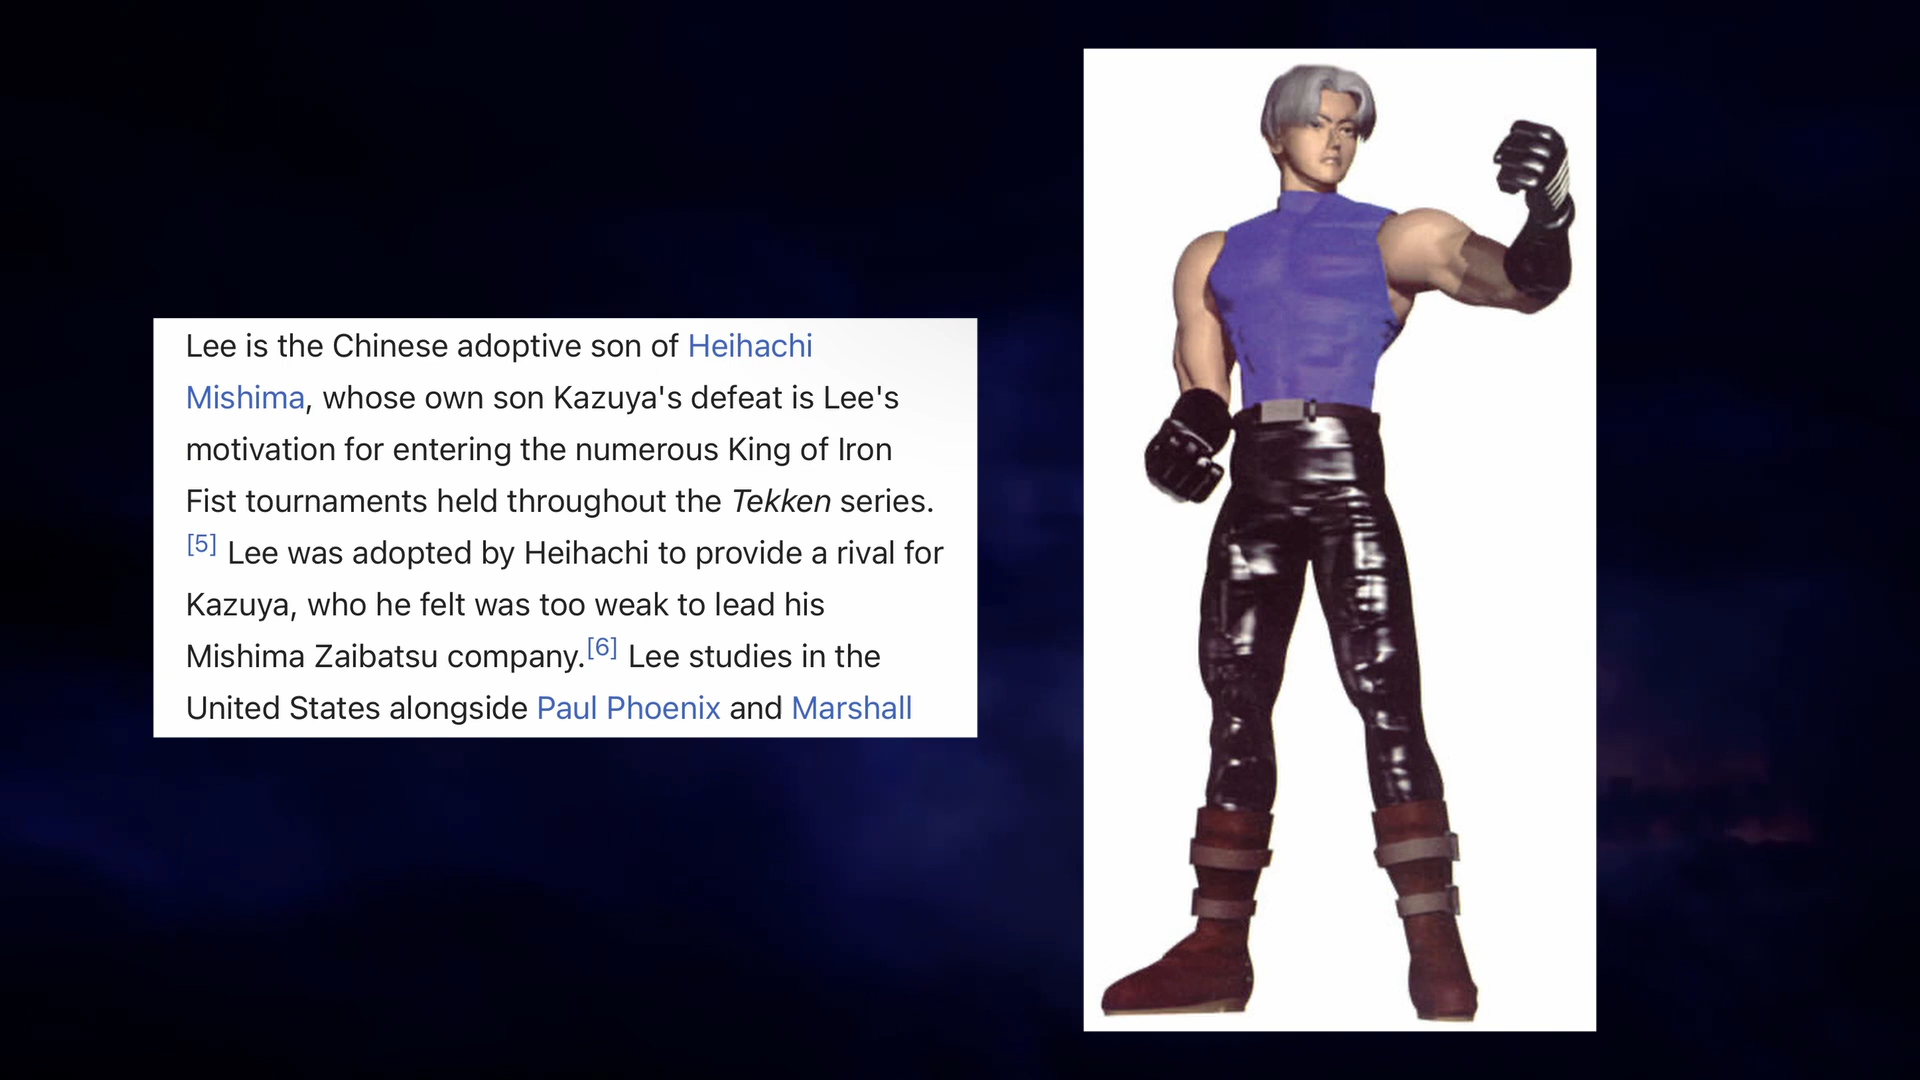 Lee is the Chinese adoptive son of Heihachi
Mishima, whose own son Kazuya's defeat is Lee's
motivation for entering the numerous King of Iron
Fist tournaments held throughout the Tekken series.
[5] Lee was adopted by Heihachi to provide a rival for
Kazuya, who he felt was too weak to lead his
Mishima Zaibatsu company.[6] Lee studies in the
United States alongside Paul Phoenix and Marshall